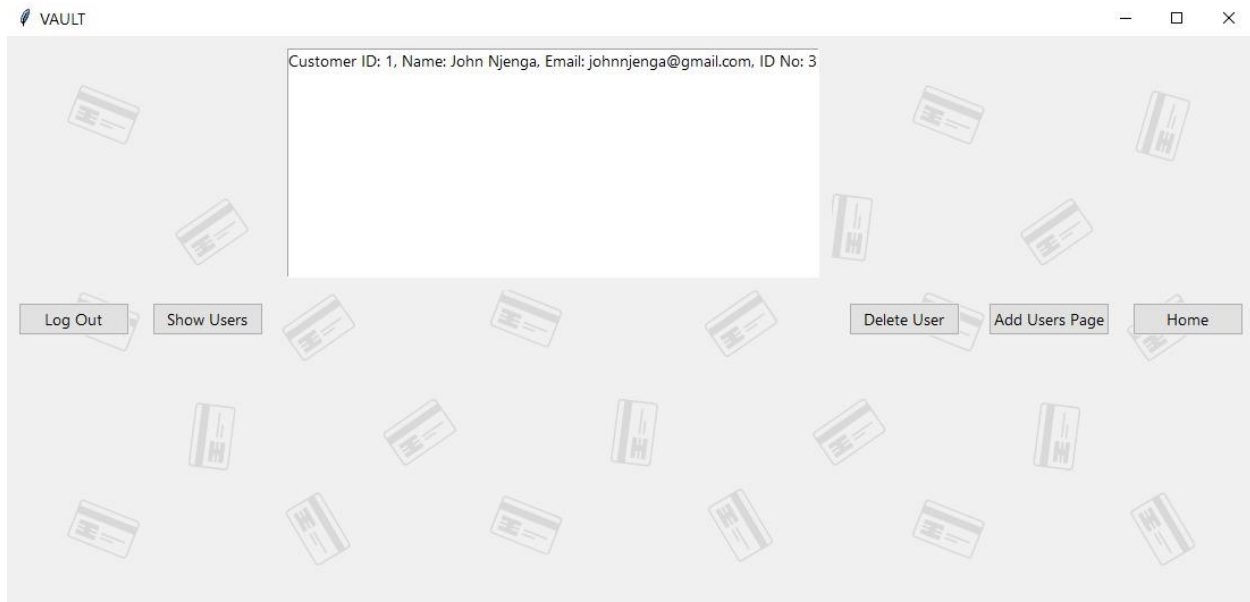 VAULT
Customer ID: 1, Name: John Njenga, Email: johnnjenga@gmail.com, ID No: 3
Log Out
Show Users
Delete User
Add Users Page
Home